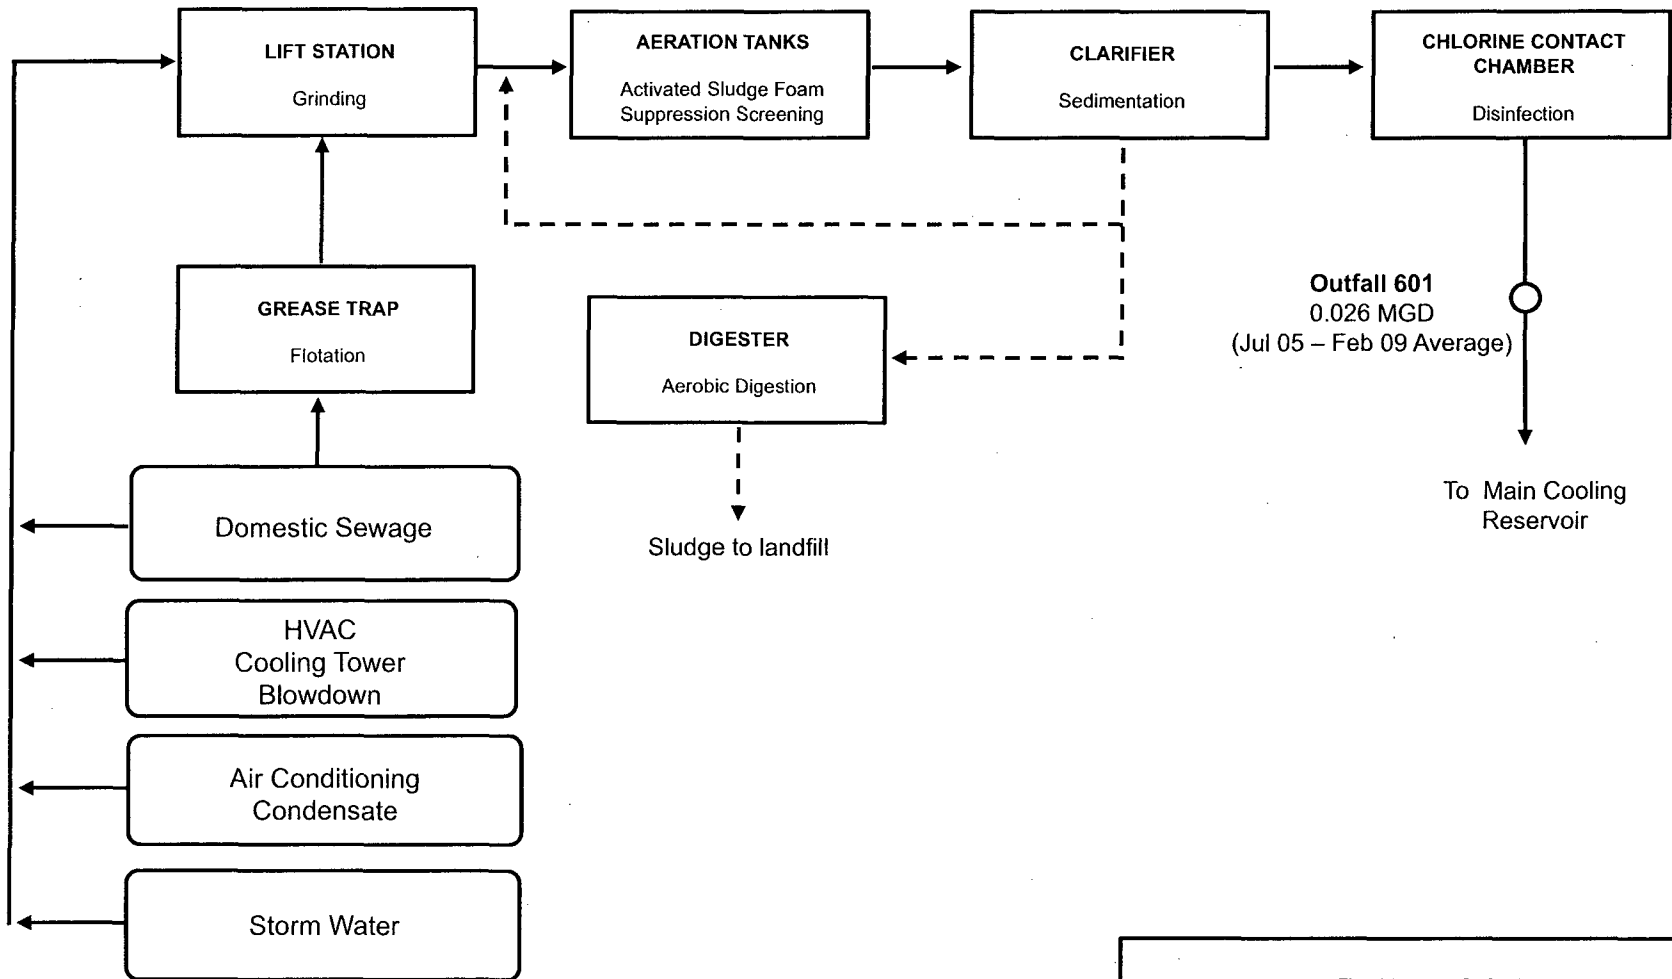 LIFT STATION
Grinding
AERATION TANKS
Activated Sludge Foam
Suppression Screening
CLARIFIER
Sedimentation
CHLORINE CONTACT
CHAMBER
Disinfection
GREASE TRAP
Flotation
DIGESTER
Aerobic Digestion
Outfall 601
0.026 MGD
(Jul 05 – Feb 09 Average)
To Main Cooling
Reservoir
Sludge to landfill
Domestic Sewage
HVAC
Cooling Tower
Blowdown
Air Conditioning
Condensate
Storm Water